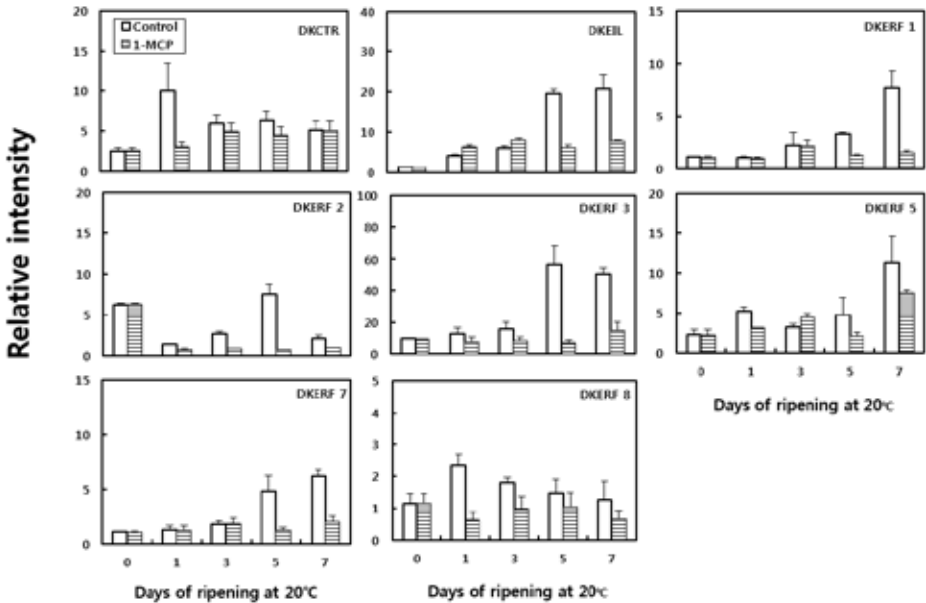 Relative intensity
20
15
10
5
0
Control
1-MCP
DKCTR
40
30
20
10
0
DKEIL
15
10
5
0
DKERF 1
20
15
10
5
0
DKERF 2
100
80
60
40
20
0
DKERF 3
20
15
10
5
0
DKERF 5
0 1 3 5 7
Days of ripening at 20℃
15
10
5
0
DKERF 7
0 1 3 5 7
Days of ripening at 20℃
5
4
3
2
1
0
DKERF 8
0 1 3 5 7
Days of ripening at 20℃